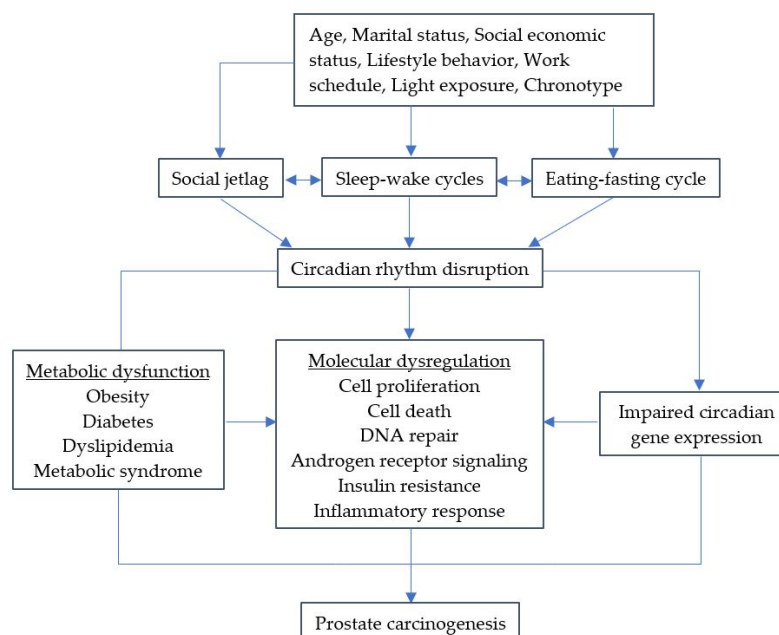 Age, Marital status, Social economic
status, Lifestyle behavior, Work
schedule, Light exposure, Chronotype
Social jetlag
Sleep-wake cycles
Eating-fasting cycle
Circadian rhythm disruption
Metabolic dysfunction
Obesity
Diabetes
Dyslipidemia
Metabolic syndrome
Molecular dysregulation
Cell proliferation
Cell death
DNA repair
Androgen receptor signaling
Insulin resistance
Inflammatory response
Impaired circadian
gene expression
Prostate carcinogenesis